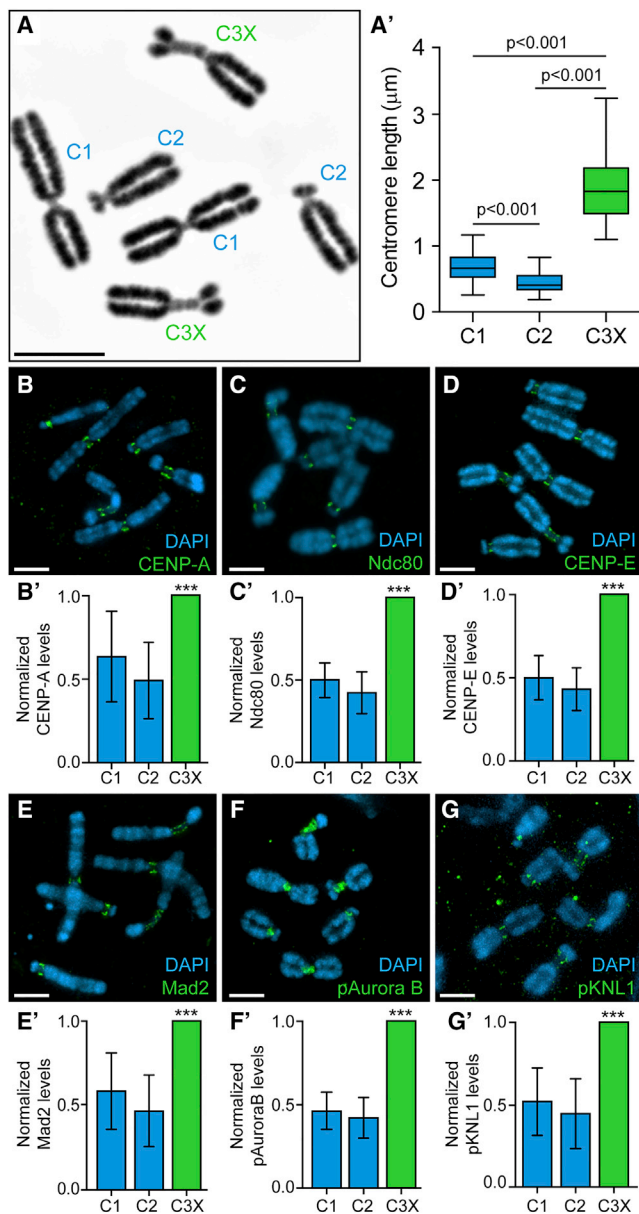 A
C3X
C1
C2
C2
C1
C3X
A'
p<0.001
p<0.001
p<0.001
Centromere length (μm)
4
3
2
1
0
C1 C2 C3X
B
DAPI
CENP-A
C
DAPI
Ndc80
D
DAPI
CENP-E
B'
Normalized
CENP-A levels
1.0
0.5
0.0
***
C1 C2 C3X
C'
Normalized
Ndc80 levels
1.0
0.5
0.0
***
C1 C2 C3X
D'
Normalized
CENP-E levels
1.0
0.5
0.0
***
C1 C2 C3X
E
DAPI
Mad2
F
DAPI
pAurora B
G
DAPI
pKNL1
E'
Normalized
Mad2 levels
1.0
0.5
0.0
***
C1 C2 C3X
F'
Normalized
pAuroraB levels
1.0
0.5
0.0
***
C1 C2 C3X
G'
Normalized
pKNL1 levels
1.0
0.5
0.0
***
C1 C2 C3X